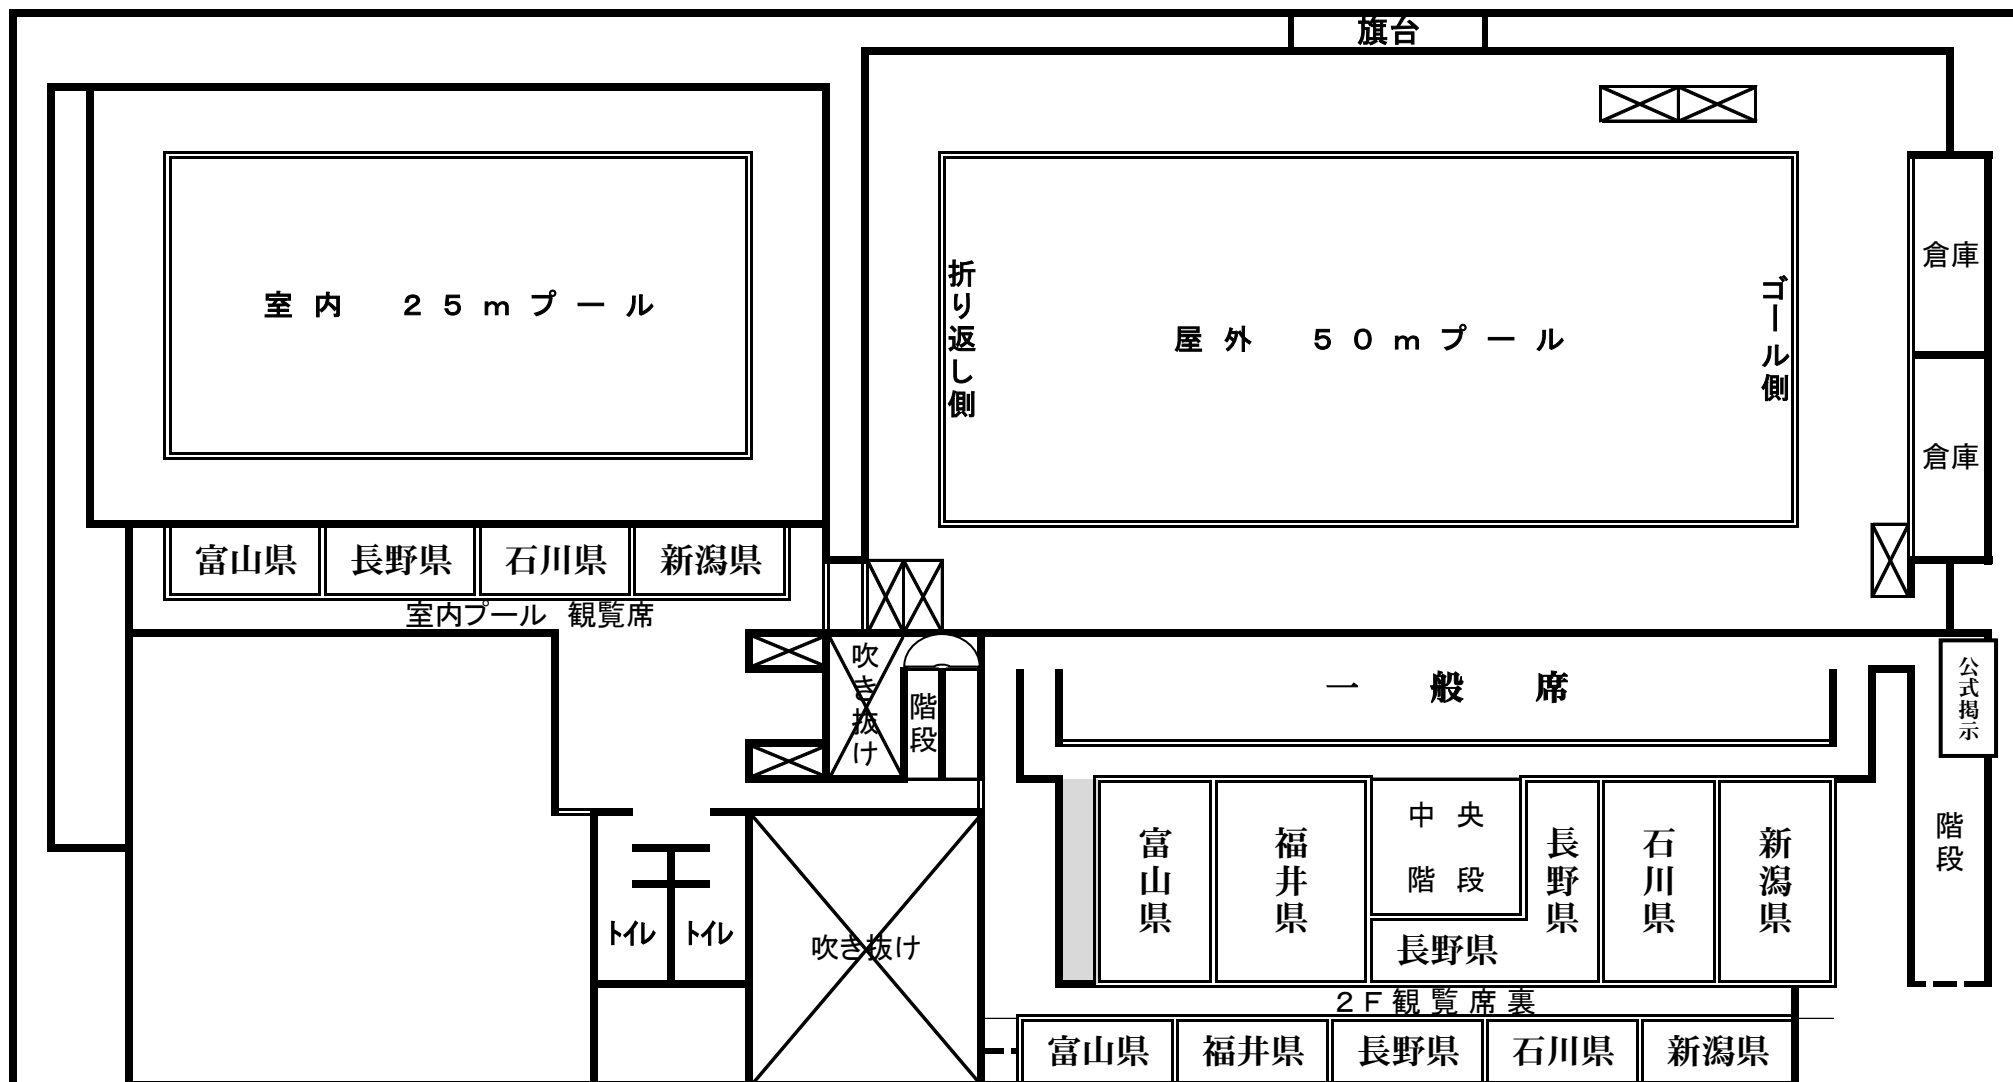 旗台
室内　２５ｍプール
折り返し側
屋外　５０ｍプール
ゴール側
倉庫
倉庫
富山県
長野県
石川県
新潟県
室内プール　観覧席
吹き抜け
階段
一般席
公式掲示
富山県
福井県
中央
階段
長野県
長野県
石川県
新潟県
階段
トイレ
トイレ
吹き抜け
２Ｆ観覧席裏
富山県
福井県
長野県
石川県
新潟県